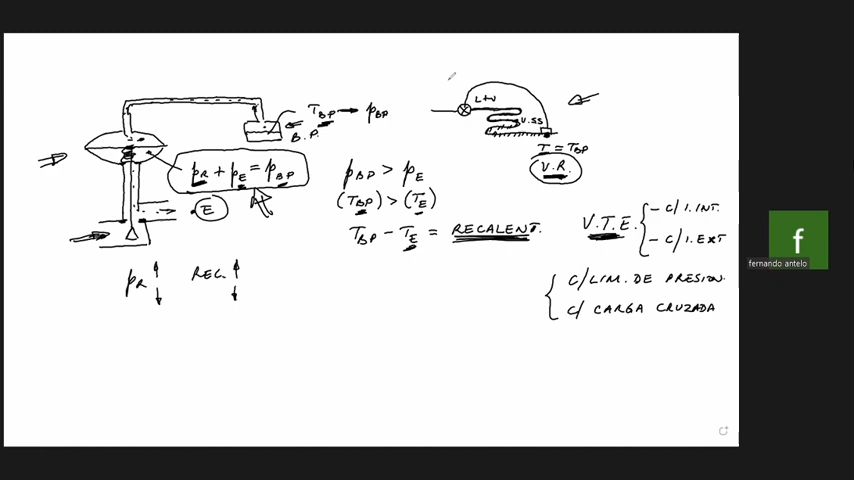 T_BP → p_BP
B.P.
p_R + p_E = p_BP
E
p_R ↑↓ REC. ↑↓
p_BP > p_E
(T_BP) > (T_E)
T_BP − T_E = RECALENT.
L+V
V.SS
T = T_BP
V.R.
V.T.E. { - C/I.INT.
- C/I.EXT
{ C/LIM. DE PRESION.
C/ CARGA CRUZADA
f
fernando antelo